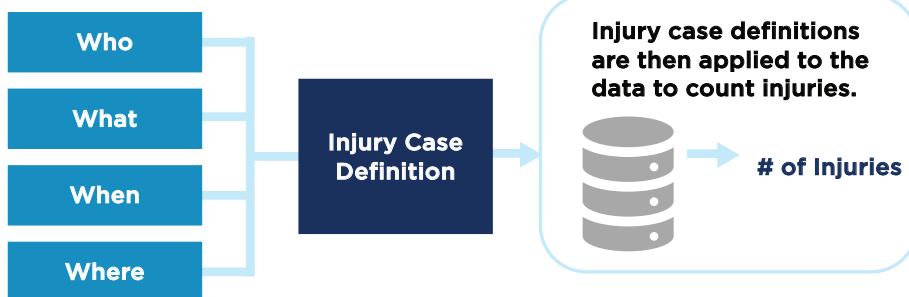 Who
What
When
Where
Injury Case
Definition
Injury case definitions
are then applied to the
data to count injuries.
# of Injuries